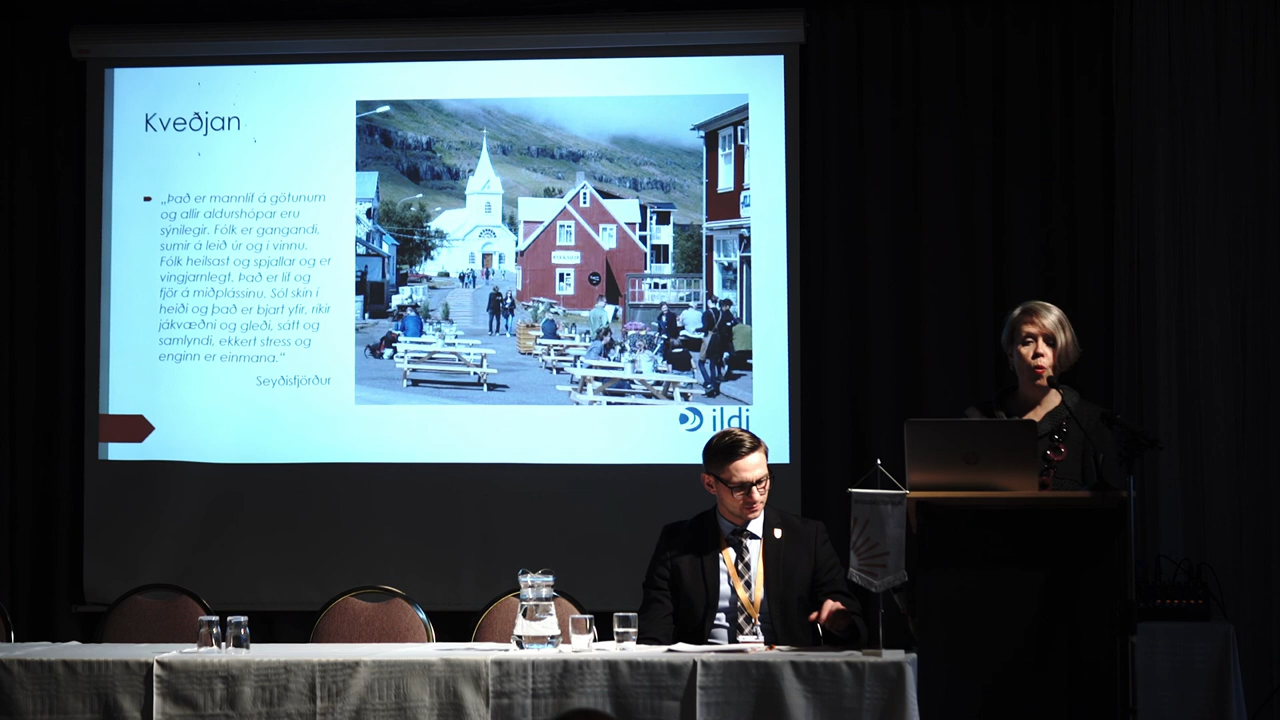 Kveðjan
„Það er mannlíf á götunum
og allir aldurshópar eru
sýnilegir. Fólk er gangandi,
sumir á leið úr og í vinnu.
Fólk heilsast og spjallar og er
vingjarnlegt. Það er líf og
fjör á miðplássinu. Sól skín í
heiði og það er bjart yfir, ríkir
jákvæðni og gleði, sátt og
samlyndi, ekkert stress og
enginn er einmana.“
Seyðisfjörður
ildi